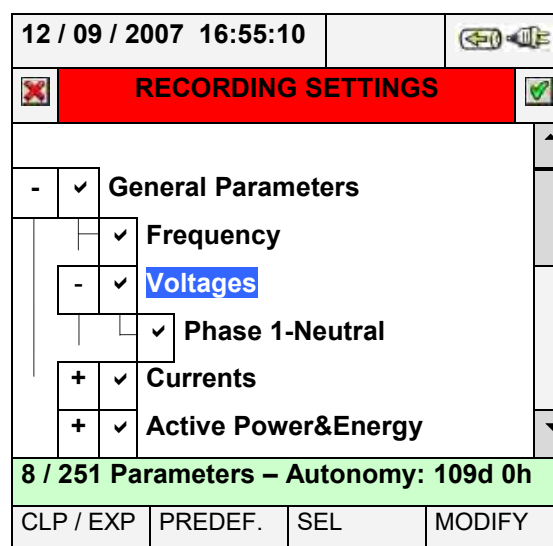 12 / 09 / 2007 16:55:10
RECORDING SETTINGS
- General Parameters
Frequency
- Voltages
Phase 1-Neutral
+ Currents
+ Active Power&Energy
8 / 251 Parameters – Autonomy: 109d 0h
CLP / EXP PREDEF. SEL MODIFY